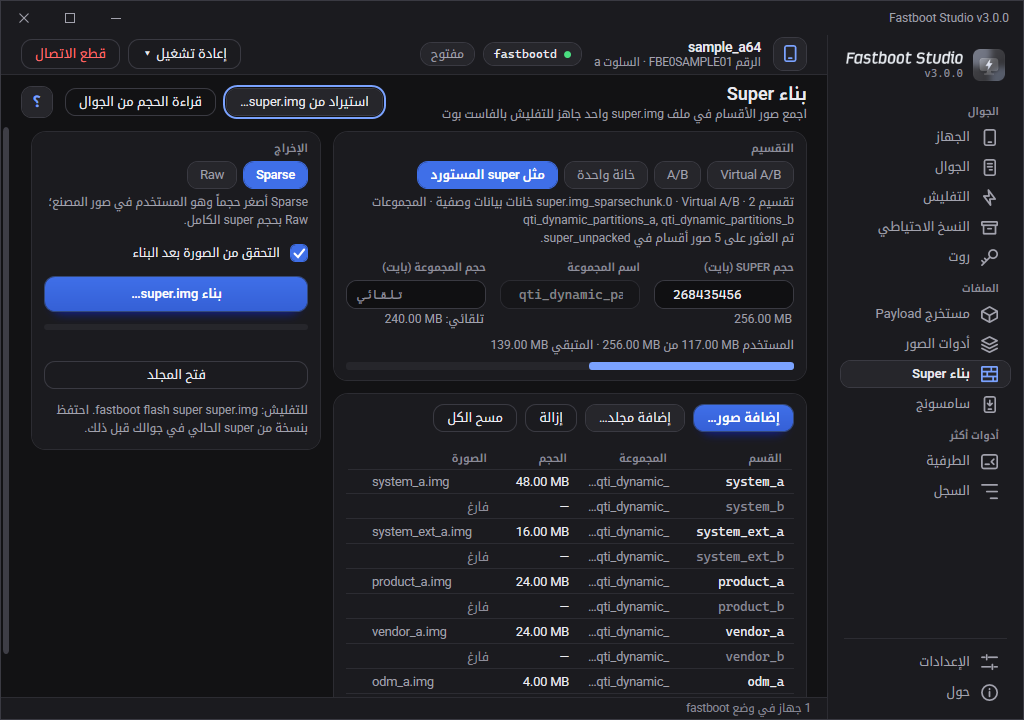 Fastboot Studio v3.0.0
Fastboot Studio
v3.0.0
الجوال
الجهاز
الجوال
التفليش
النسخ الاحتياطي
روت
الملفات
مستخرج Payload
أدوات الصور
بناء Super
سامسونج
أدوات أكثر
الطرفية
السجل
الإعدادات
حول
sample_a64
الرقم FBE0SAMPLE01 · السلوت a
fastbootd
مفتوح
إعادة تشغيل
قطع الاتصال
بناء Super
اجمع صور الأقسام في ملف super.img واحد جاهز للتفليش بالفاست بوت
استيراد من super.img…
قراءة الحجم من الجوال
؟
التقسيم
Virtual A/B
A/B
خانة واحدة
مثل super المستورد
تقسيم super.img_sparsechunk.0 · Virtual A/B · 2 خانات بيانات وصفية · المجموعات
qti_dynamic_partitions_a, qti_dynamic_partitions_b
تم العثور على 5 صور أقسام في super_unpacked.
حجم SUPER (بايت)
اسم المجموعة
حجم المجموعة (بايت)
268435456
qti_dynamic_pa
تلقائي
256.00 MB
تلقائي: 240.00 MB
المستخدم 117.00 MB من 256.00 MB · المتبقي 139.00 MB
إضافة صور…
إضافة مجلد…
إزالة
مسح الكل
القسم المجموعة الحجم الصورة
system_a qti_dynamic_… 48.00 MB system_a.img
system_b qti_dynamic_… — فارغ
system_ext_a qti_dynamic_… 16.00 MB system_ext_a.img
system_ext_b qti_dynamic_… — فارغ
product_a qti_dynamic_… 24.00 MB product_a.img
product_b qti_dynamic_… — فارغ
vendor_a qti_dynamic_… 24.00 MB vendor_a.img
vendor_b qti_dynamic_… — فارغ
odm_a qti_dynamic_… 4.00 MB odm_a.img
الإخراج
Sparse
Raw
Sparse أصغر حجماً وهو المستخدم في صور المصنع؛
Raw بحجم super الكامل.
التحقق من الصورة بعد البناء
بناء super.img…
فتح المجلد
للتفليش: fastboot flash super super.img. احتفظ
بنسخة من super الحالي في جوالك قبل ذلك.
1 جهاز في وضع fastboot